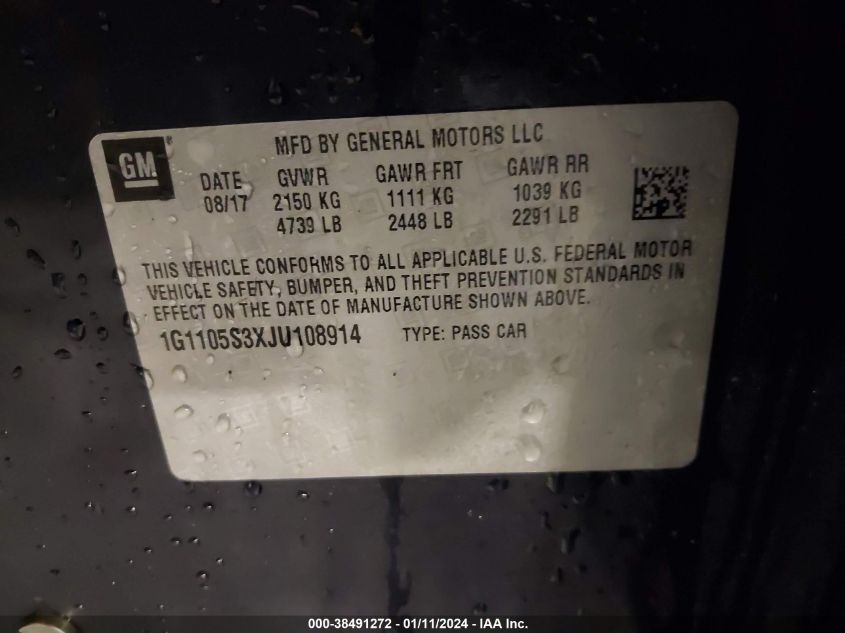 GM
MFD BY GENERAL MOTORS LLC
DATE GVWR GAWR FRT GAWR RR
08/17 2150 KG 1111 KG 1039 KG
4739 LB 2448 LB 2291 LB
THIS VEHICLE CONFORMS TO ALL APPLICABLE U.S. FEDERAL MOTOR
VEHICLE SAFETY, BUMPER, AND THEFT PREVENTION STANDARDS IN
EFFECT ON THE DATE OF MANUFACTURE SHOWN ABOVE.
1G1105S3XJU108914 TYPE: PASS CAR
000-38491272 - 01/11/2024 - IAA Inc.